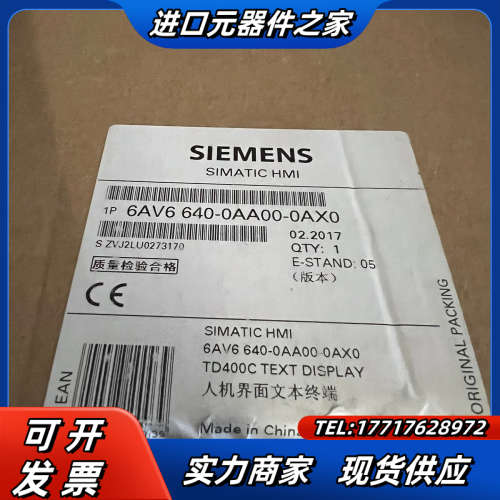 进口元器件之家
SIEMENS
SIMATIC HMI
1P 6AV6 640-0AA00-0AX0
S ZVJ2LU0273170
02.2017
QTY: 1
E-STAND: 05
(版本)
质量检验合格
CE
SIMATIC HMI
6AV6 640-0AA00-0AX0
TD400C TEXT DISPLAY
人机界面文本终端
Made in China
EAN
ORIGINAL PACKING
TEL:17717628972
可开
发票
实力商家 现货供应